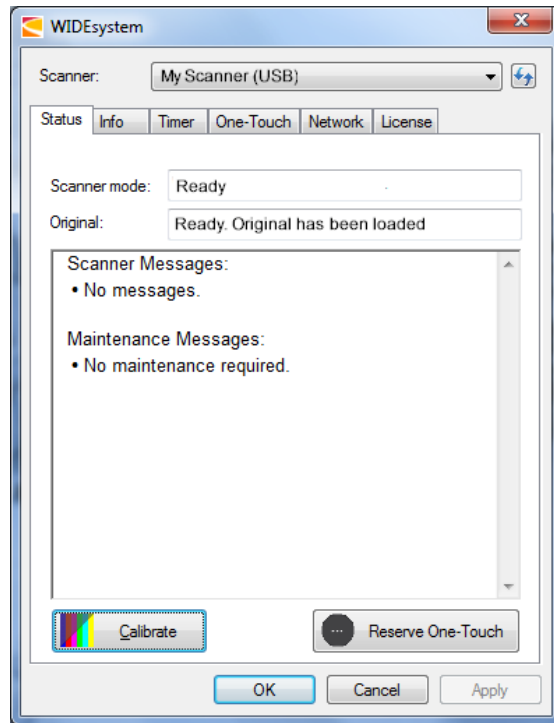 WIDEsystem
Scanner: My Scanner (USB)
Status Info Timer One-Touch Network License
Scanner mode: Ready
Original: Ready. Original has been loaded
Scanner Messages:
• No messages.
Maintenance Messages:
• No maintenance required.
Calibrate Reserve One-Touch
OK Cancel Apply